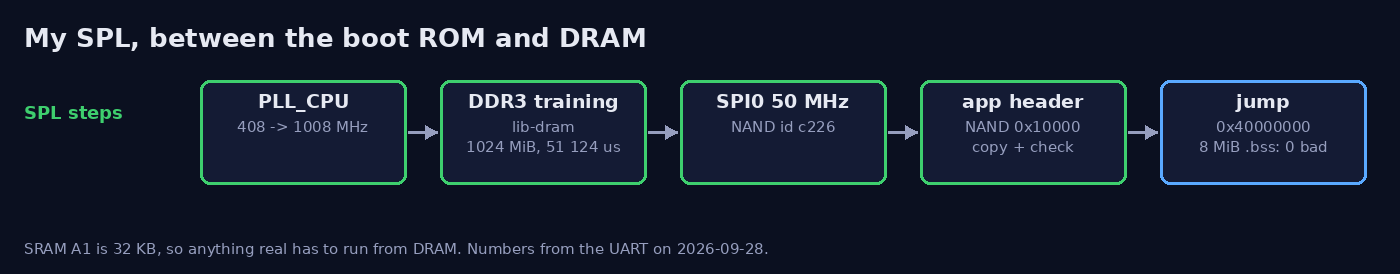 My SPL, between the boot ROM and DRAM
SPL steps
PLL_CPU
408 -> 1008 MHz
DDR3 training
lib-dram
1024 MiB, 51 124 us
SPI0 50 MHz
NAND id c226
app header
NAND 0x10000
copy + check
jump
0x40000000
8 MiB .bss: 0 bad
SRAM A1 is 32 KB, so anything real has to run from DRAM. Numbers from the UART on 2026-09-28.